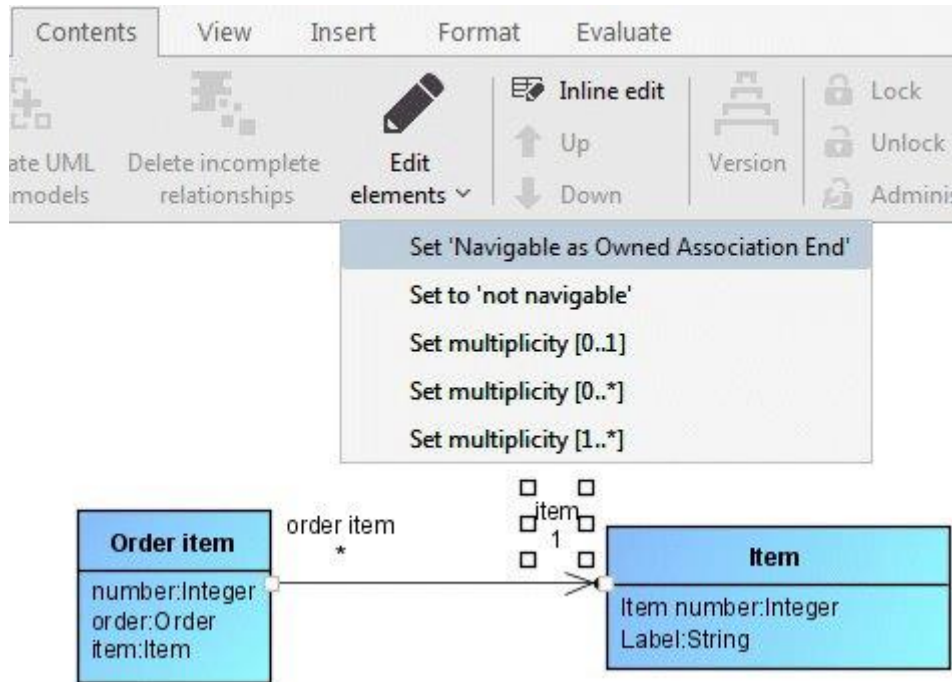 Contents View Insert Format Evaluate
ate UML
models
Delete incomplete
relationships
Edit
elements
Inline edit
Up
Down
Version
Lock
Unlock
Adminis
Set 'Navigable as Owned Association End'
Set to 'not navigable'
Set multiplicity [0..1]
Set multiplicity [0..*]
Set multiplicity [1..*]
Order item
number:Integer
order:Order
item:Item
order item
*
item
1
Item
Item number:Integer
Label:String